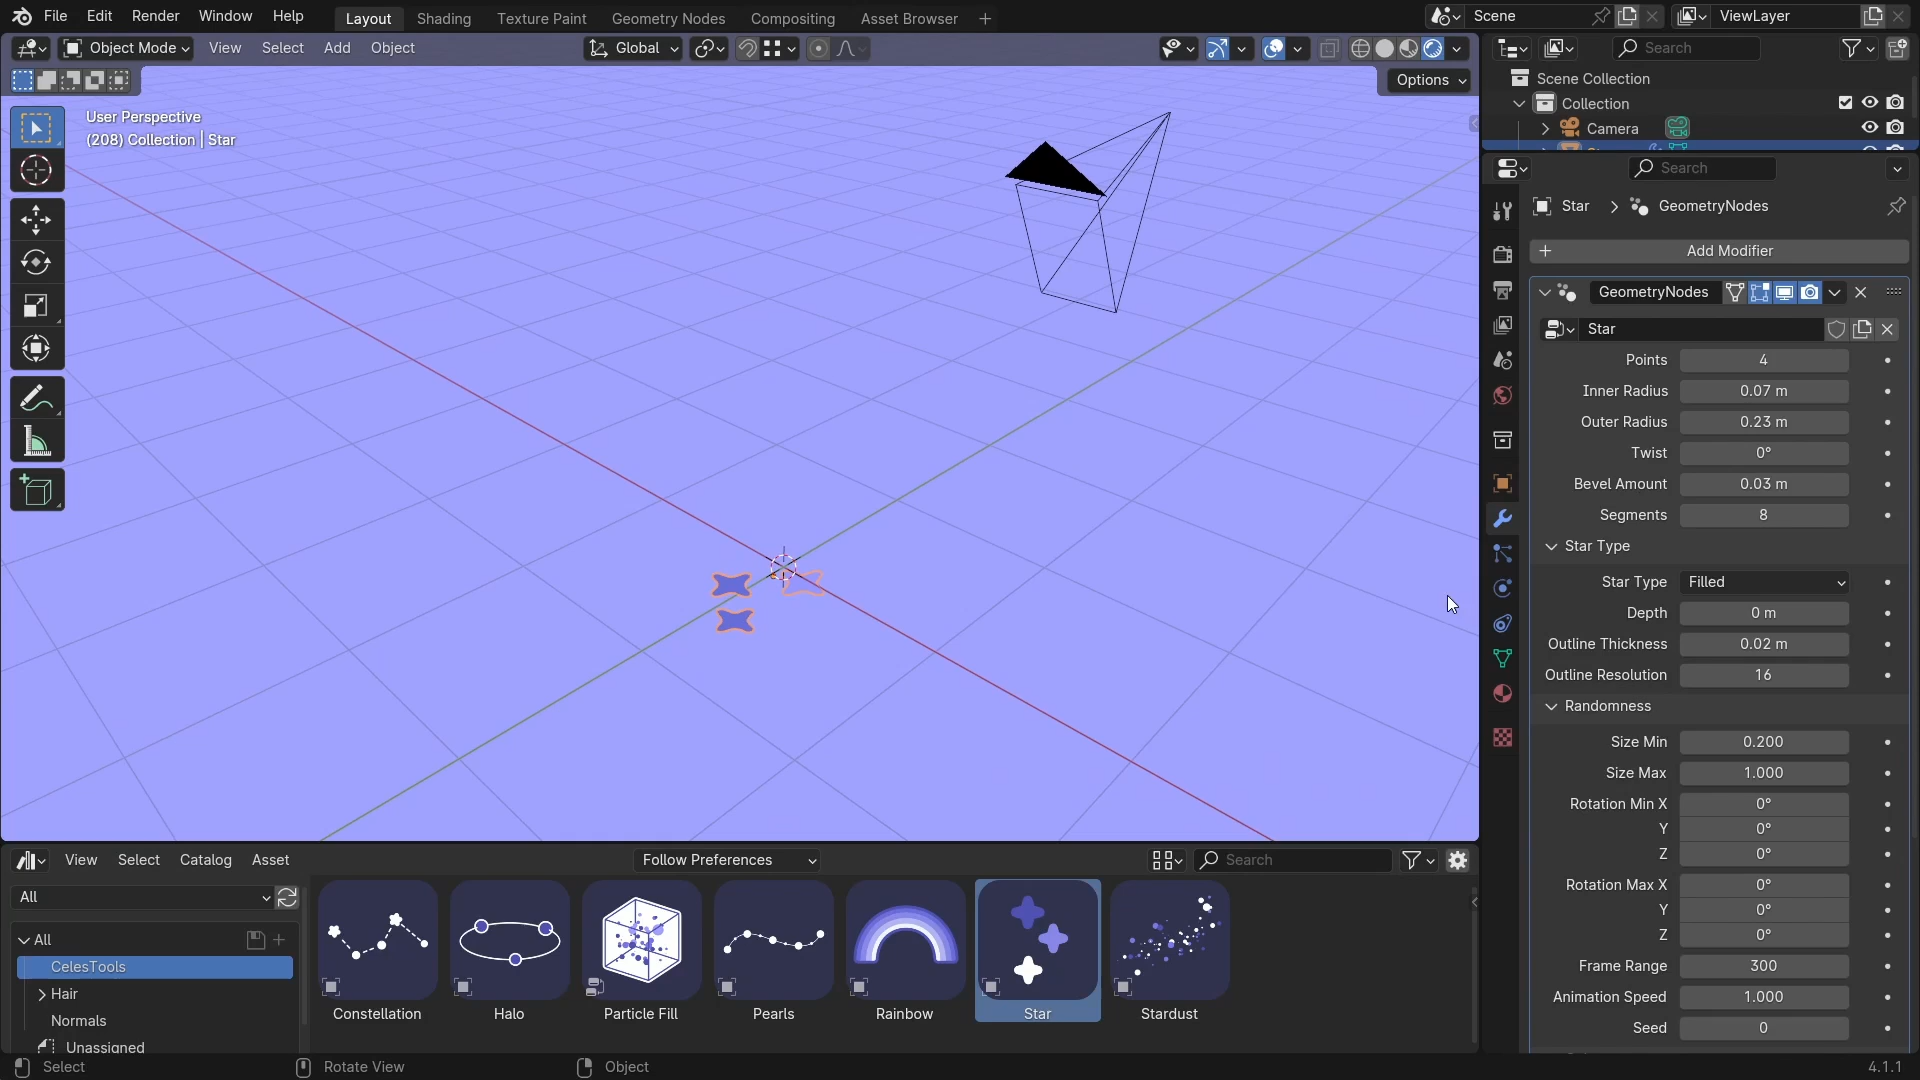 File Edit Render Window Help Layout Shading Texture Paint Geometry Nodes Compositing Asset Browser Scene ViewLayer
Object Mode View Select Add Object Global Search
Options
User Perspective
(208) Collection | Star
Scene Collection
Collection
Camera
Search
Star GeometryNodes
Add Modifier
GeometryNodes
Star
Points 4
Inner Radius 0.07 m
Outer Radius 0.23 m
Twist 0°
Bevel Amount 0.03 m
Segments 8
Star Type
Star Type Filled
Depth 0 m
Outline Thickness 0.02 m
Outline Resolution 16
Randomness
Size Min 0.200
Size Max 1.000
Rotation Min X 0°
Y 0°
Z 0°
Rotation Max X 0°
Y 0°
Z 0°
Frame Range 300
Animation Speed 1.000
Seed 0
View Select Catalog Asset Follow Preferences Search
All
All
CelesTools
Hair
Normals
Unassigned
Constellation Halo Particle Fill Pearls Rainbow Star Stardust
Select Rotate View Object 4.1.1